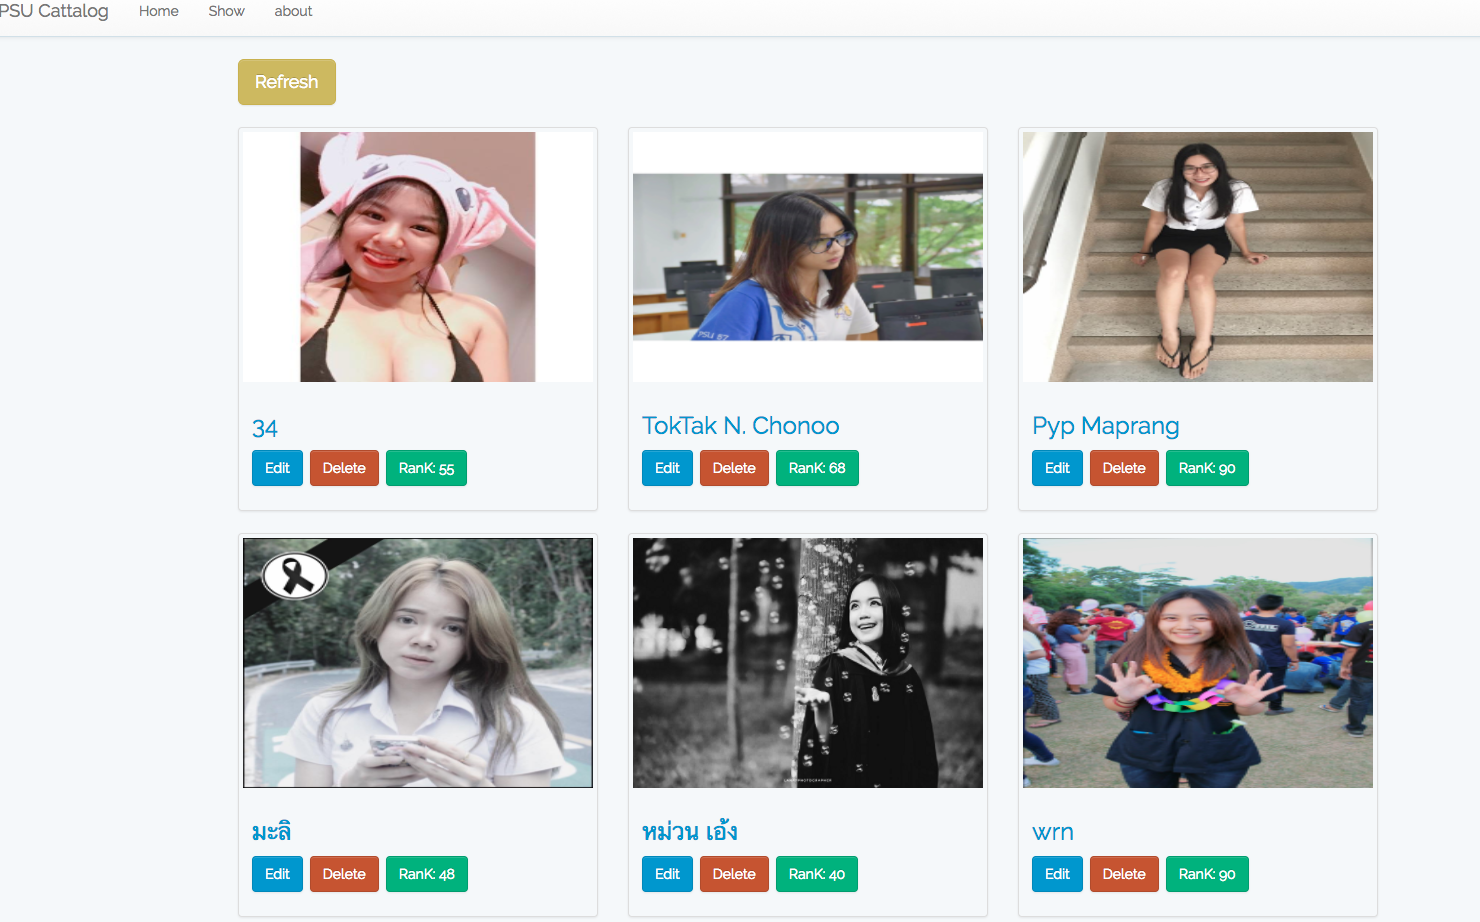 PSU Cattalog Home Show about
Refresh
PSU 57
34
TokTak N. Chonoo
Pyp Maprang
Edit Delete RanK: 55
Edit Delete RanK: 68
Edit Delete RanK: 90
มะลิ
หม่วน เอ้ง
wrn
Edit Delete RanK: 48
Edit Delete RanK: 40
Edit Delete RanK: 90